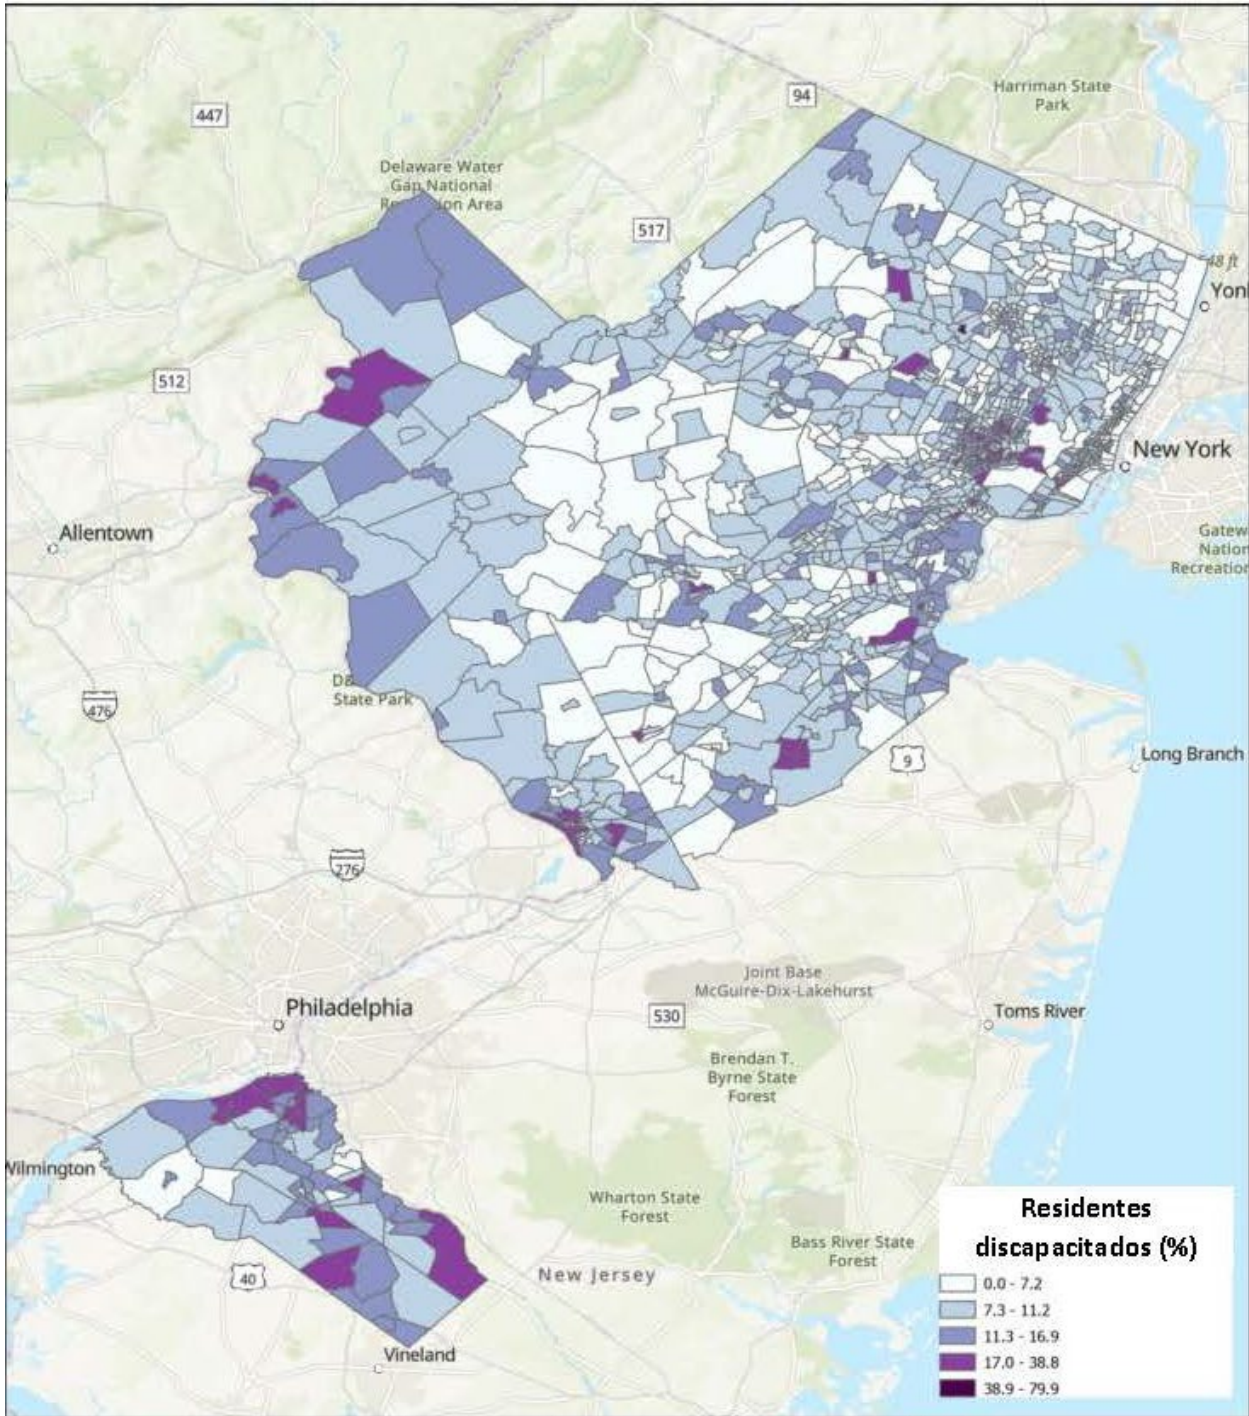 94
Harriman State
Park
447
Delaware Water
Gap National
Area
517
48 ft
512
New York
Allentown
Nation
Recreation
State Park
476
9
Long Branch
276
Joint Base
McGuire-Dix-Lakehurst
Philadelphia
530
Toms River
Brendan T.
Byrne State
Forest
Wilmington
Wharton State
Forest
Bass River State
Forest
40
New Jersey
Vineland
Residentes
discapacitados (%)
0.0 - 7.2
7.3 - 11.2
11.3 - 16.9
17.0 - 38.8
38.9 - 79.9